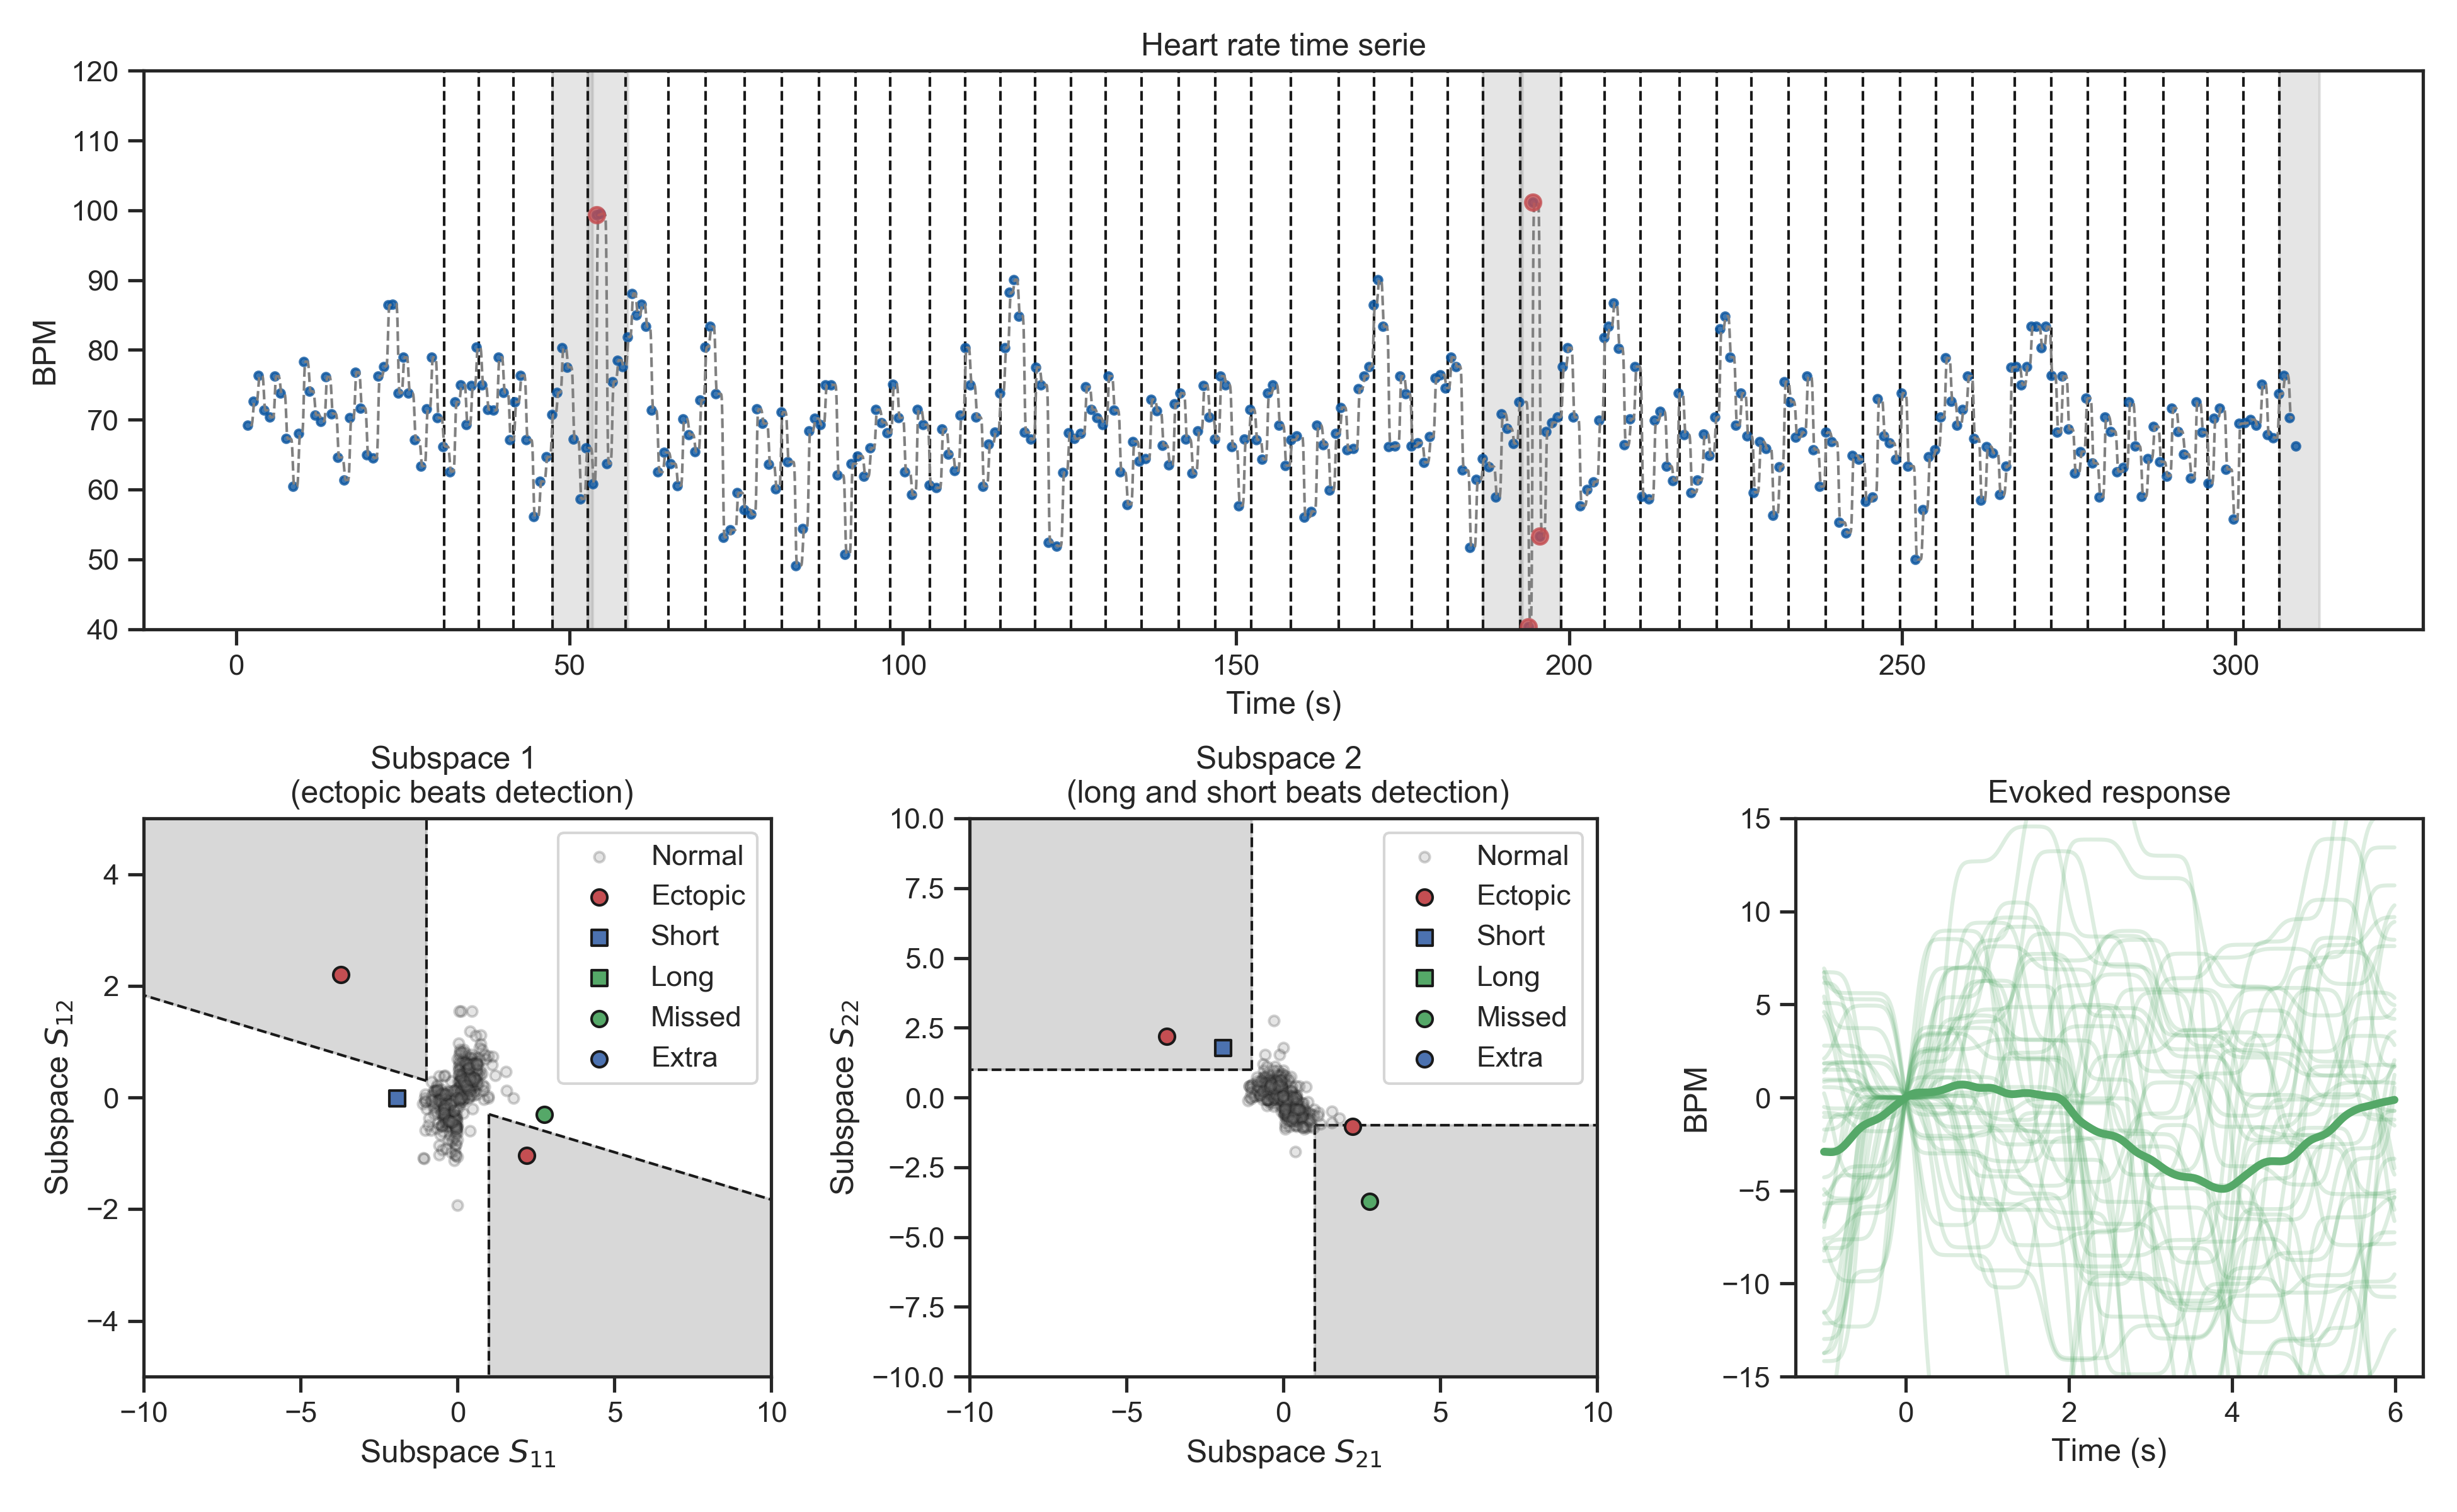 Heart rate time serie
120
110
100
90
80
70
60
50
40
BPM
0 50 100 150 200 250 300
Time (s)
Subspace 1
(ectopic beats detection)
4
2
0
−2
−4
Subspace S12
Normal
Ectopic
Short
Long
Missed
Extra
−10 −5 0 5 10
Subspace S11
Subspace 2
(long and short beats detection)
10.0
7.5
5.0
2.5
0.0
−2.5
−5.0
−7.5
−10.0
Subspace S22
Normal
Ectopic
Short
Long
Missed
Extra
−10 −5 0 5 10
Subspace S21
Evoked response
15
10
5
0
−5
−10
−15
BPM
0 2 4 6
Time (s)